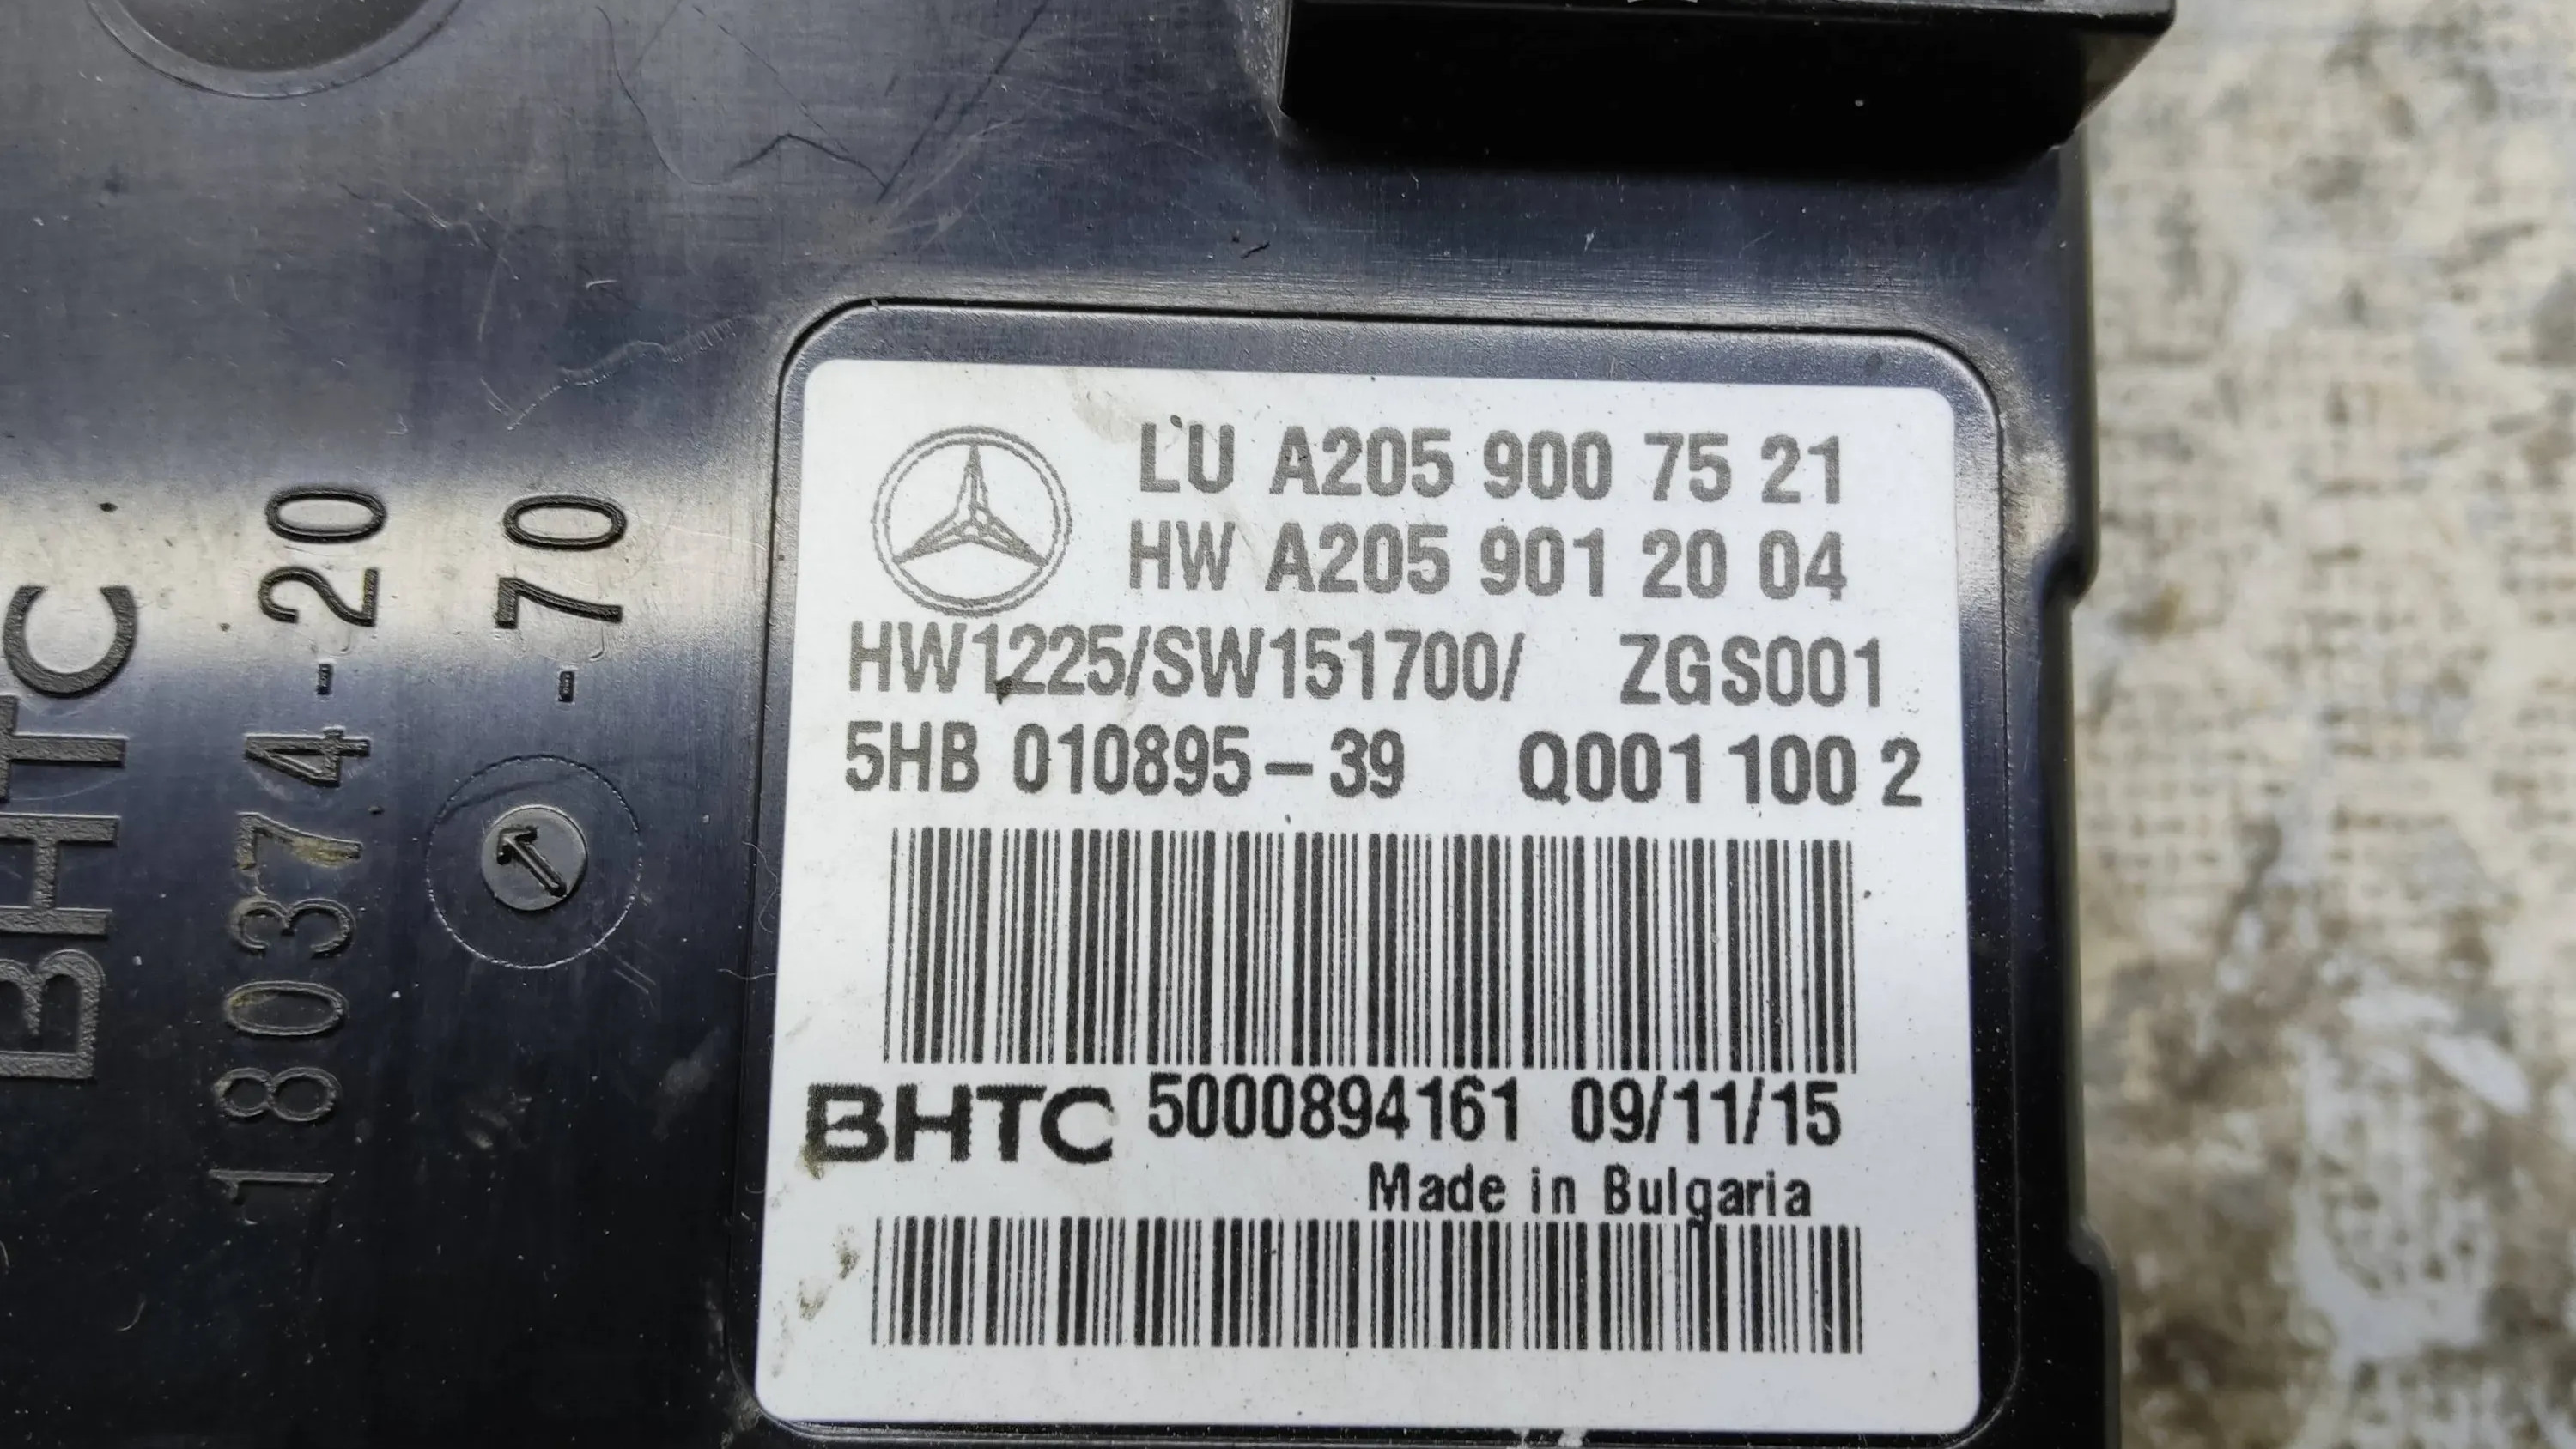 BHTC
180374-20
-70
LU A205 900 75 21
HW A205 901 20 04
HW1225/SW151700/ ZGS001
5HB 010895-39 Q001 100 2
BHTC 5000894161 09/11/15
Made in Bulgaria